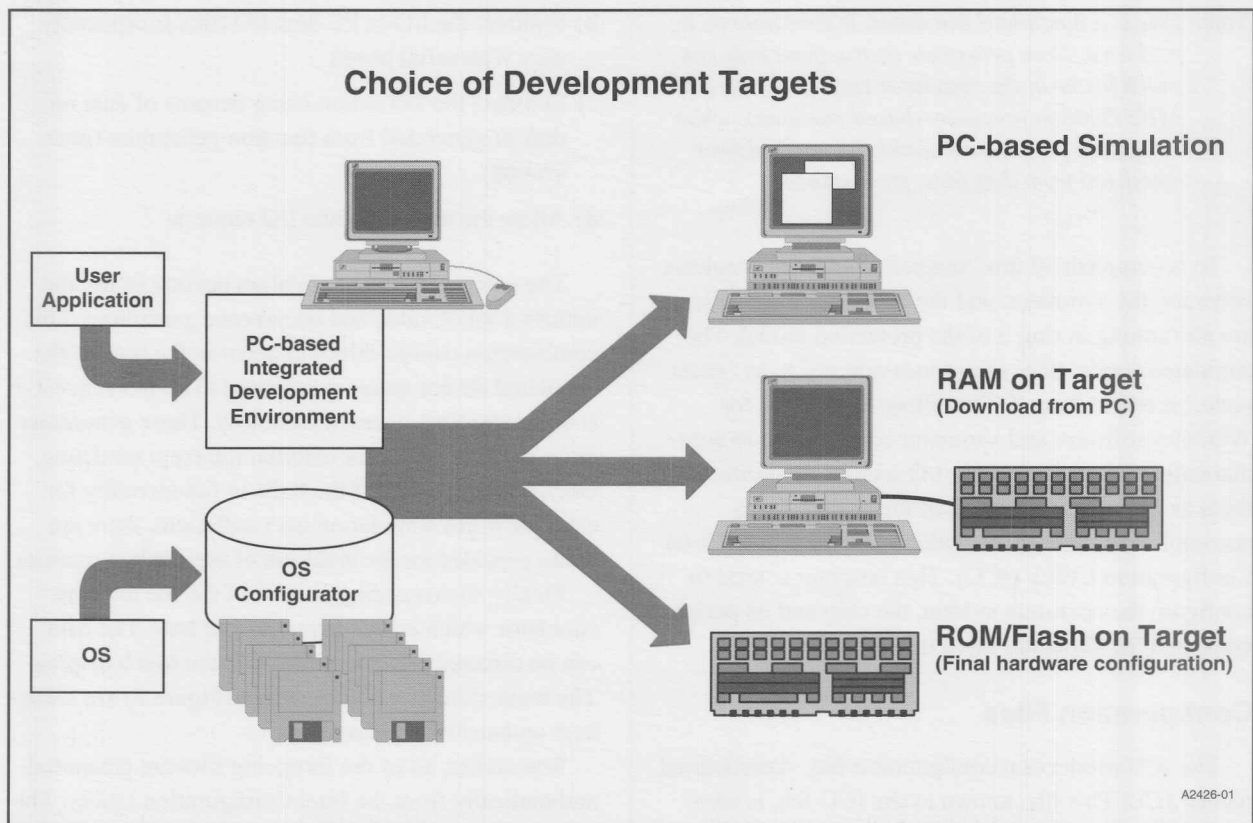 Choice of Development Targets
PC-based Simulation
User
Application
PC-based
Integrated
Development
Environment
RAM on Target
(Download from PC)
OS
Configurator
OS
ROM/Flash on Target
(Final hardware configuration)
A2426-01